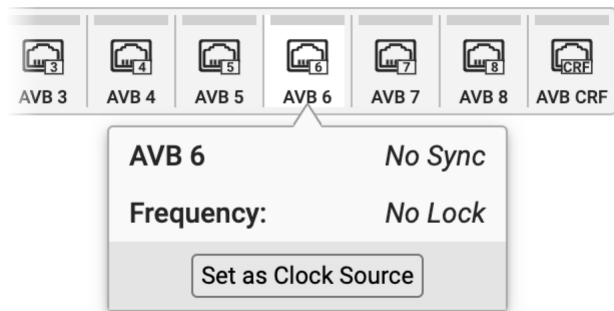 3 4 5 6 7 8 CRF
AVB 3 AVB 4 AVB 5 AVB 6 AVB 7 AVB 8 AVB CRF
AVB 6 No Sync
Frequency: No Lock
Set as Clock Source